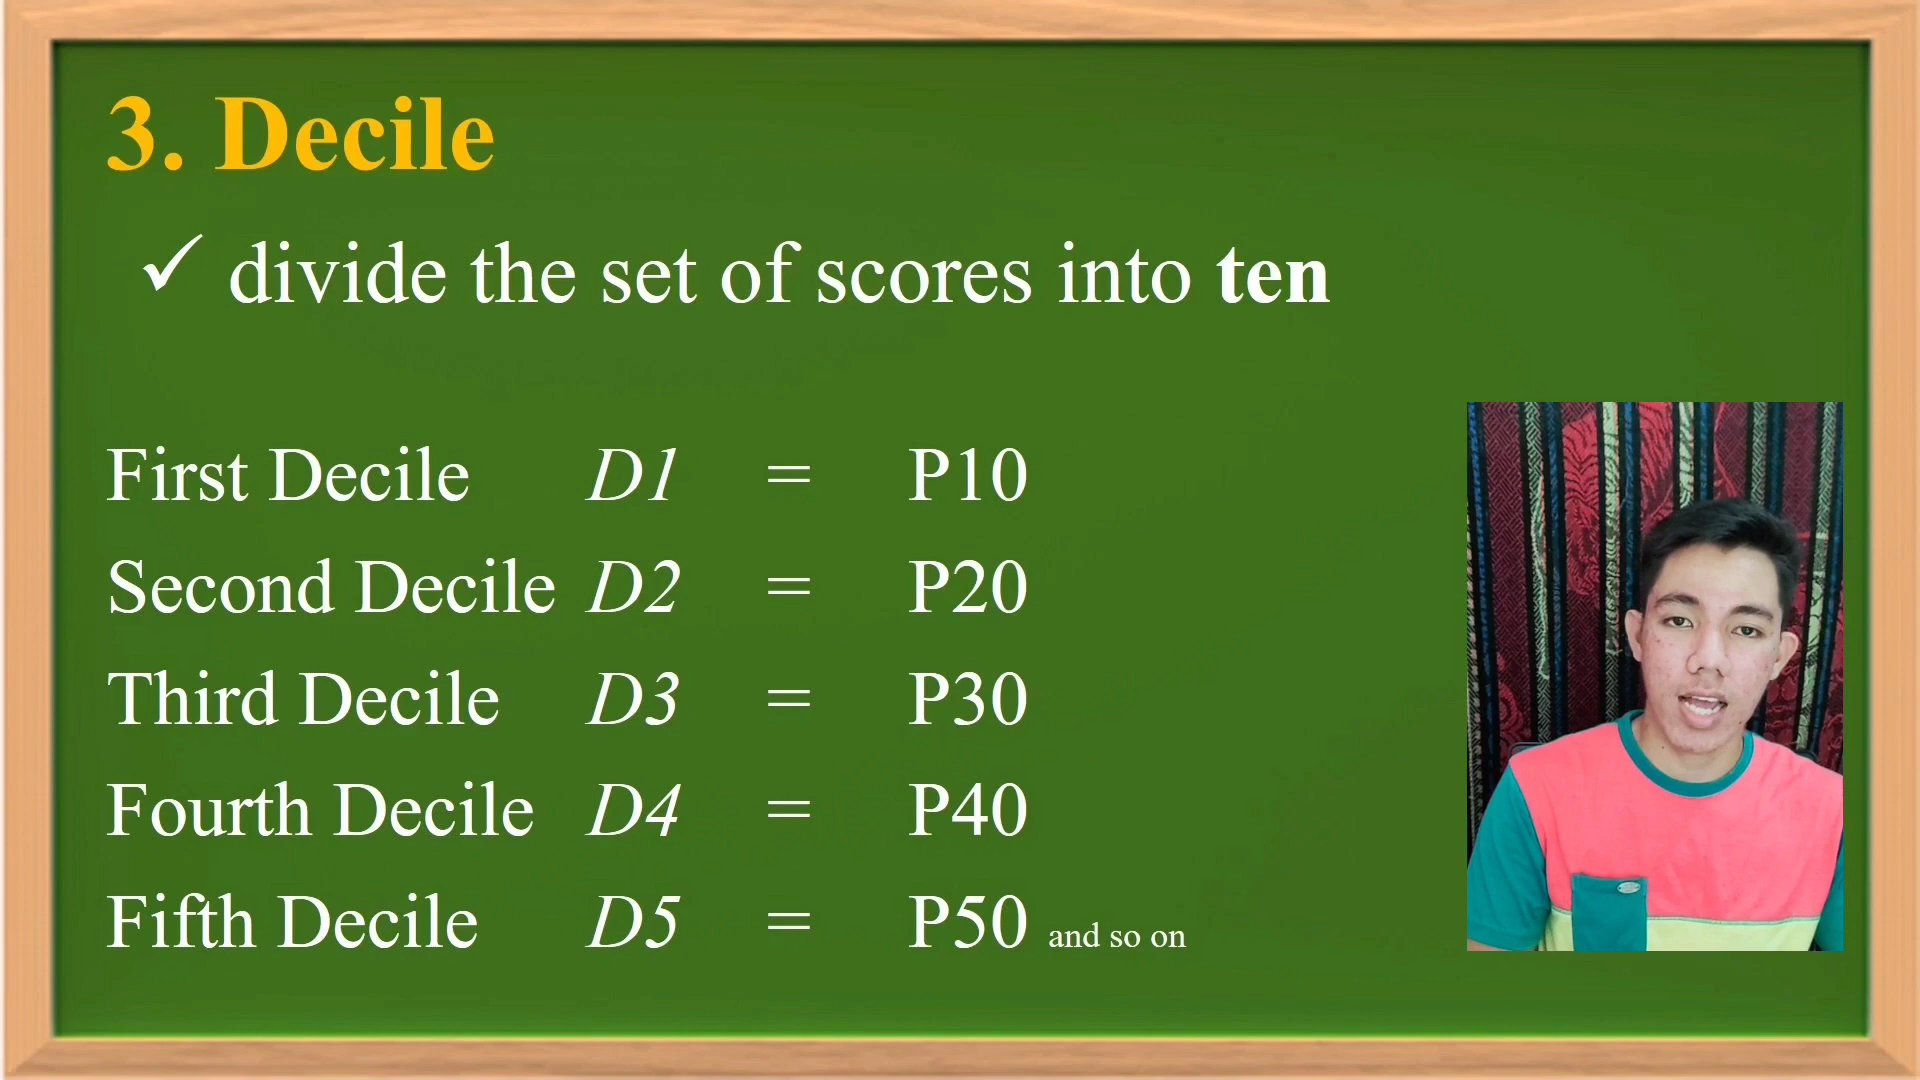 3. Decile
✓ divide the set of scores into ten
First Decile D1 = P10
Second Decile D2 = P20
Third Decile D3 = P30
Fourth Decile D4 = P40
Fifth Decile D5 = P50 and so on